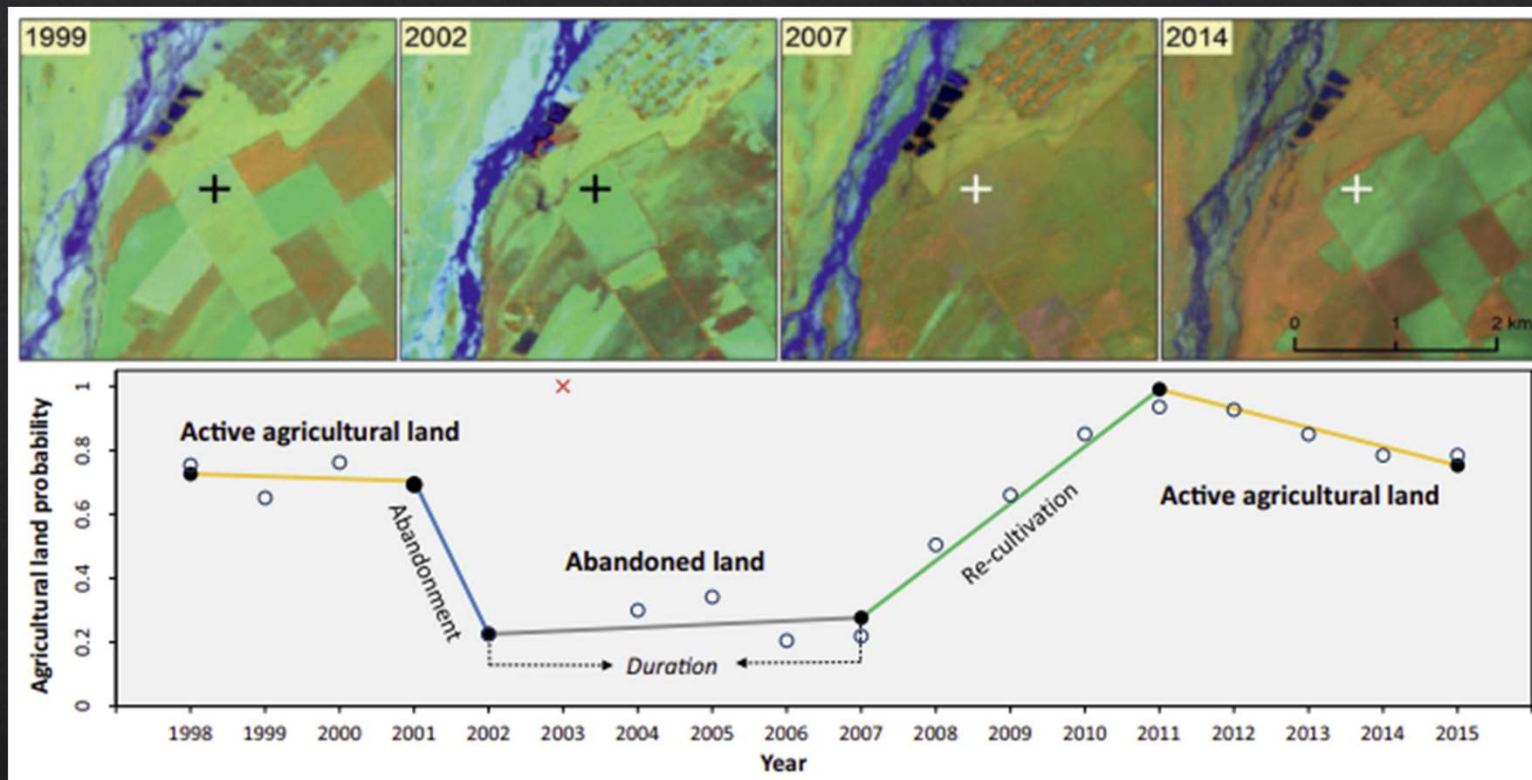 1999
2002
2007
2014
0 1 2 km
Agricultural land probability
1
0.8
0.6
0.4
0.2
0
Active agricultural land
Abandonment
Abandoned land
Duration
Re-cultivation
Active agricultural land
1998 1999 2000 2001 2002 2003 2004 2005 2006 2007 2008 2009 2010 2011 2012 2013 2014 2015
Year